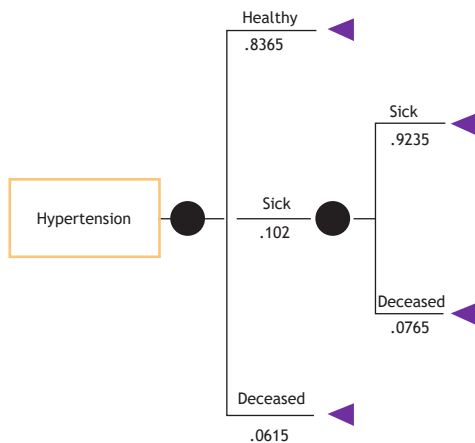 Healthy
.8365
Sick
.9235
Hypertension
Sick
.102
Deceased
.0765
Deceased
.0615